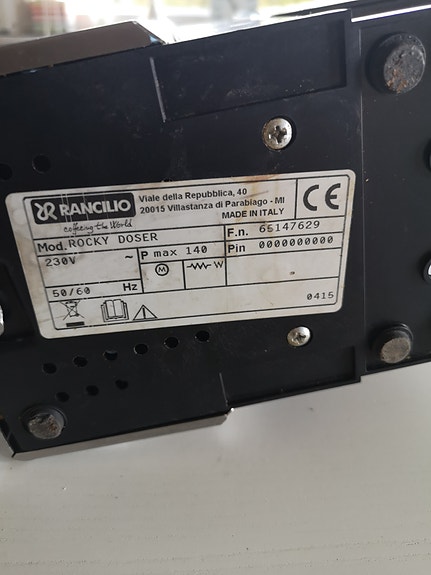 RANCILIO
coffeeing the World
Viale della Repubblica, 40
20015 Villastanza di Parabiago - MI
MADE IN ITALY
CE
Mod. ROCKY DOSER
F.n. 65147629
230V ~ P max 140
Pin 0000000000
M
W
50/60 Hz
0415